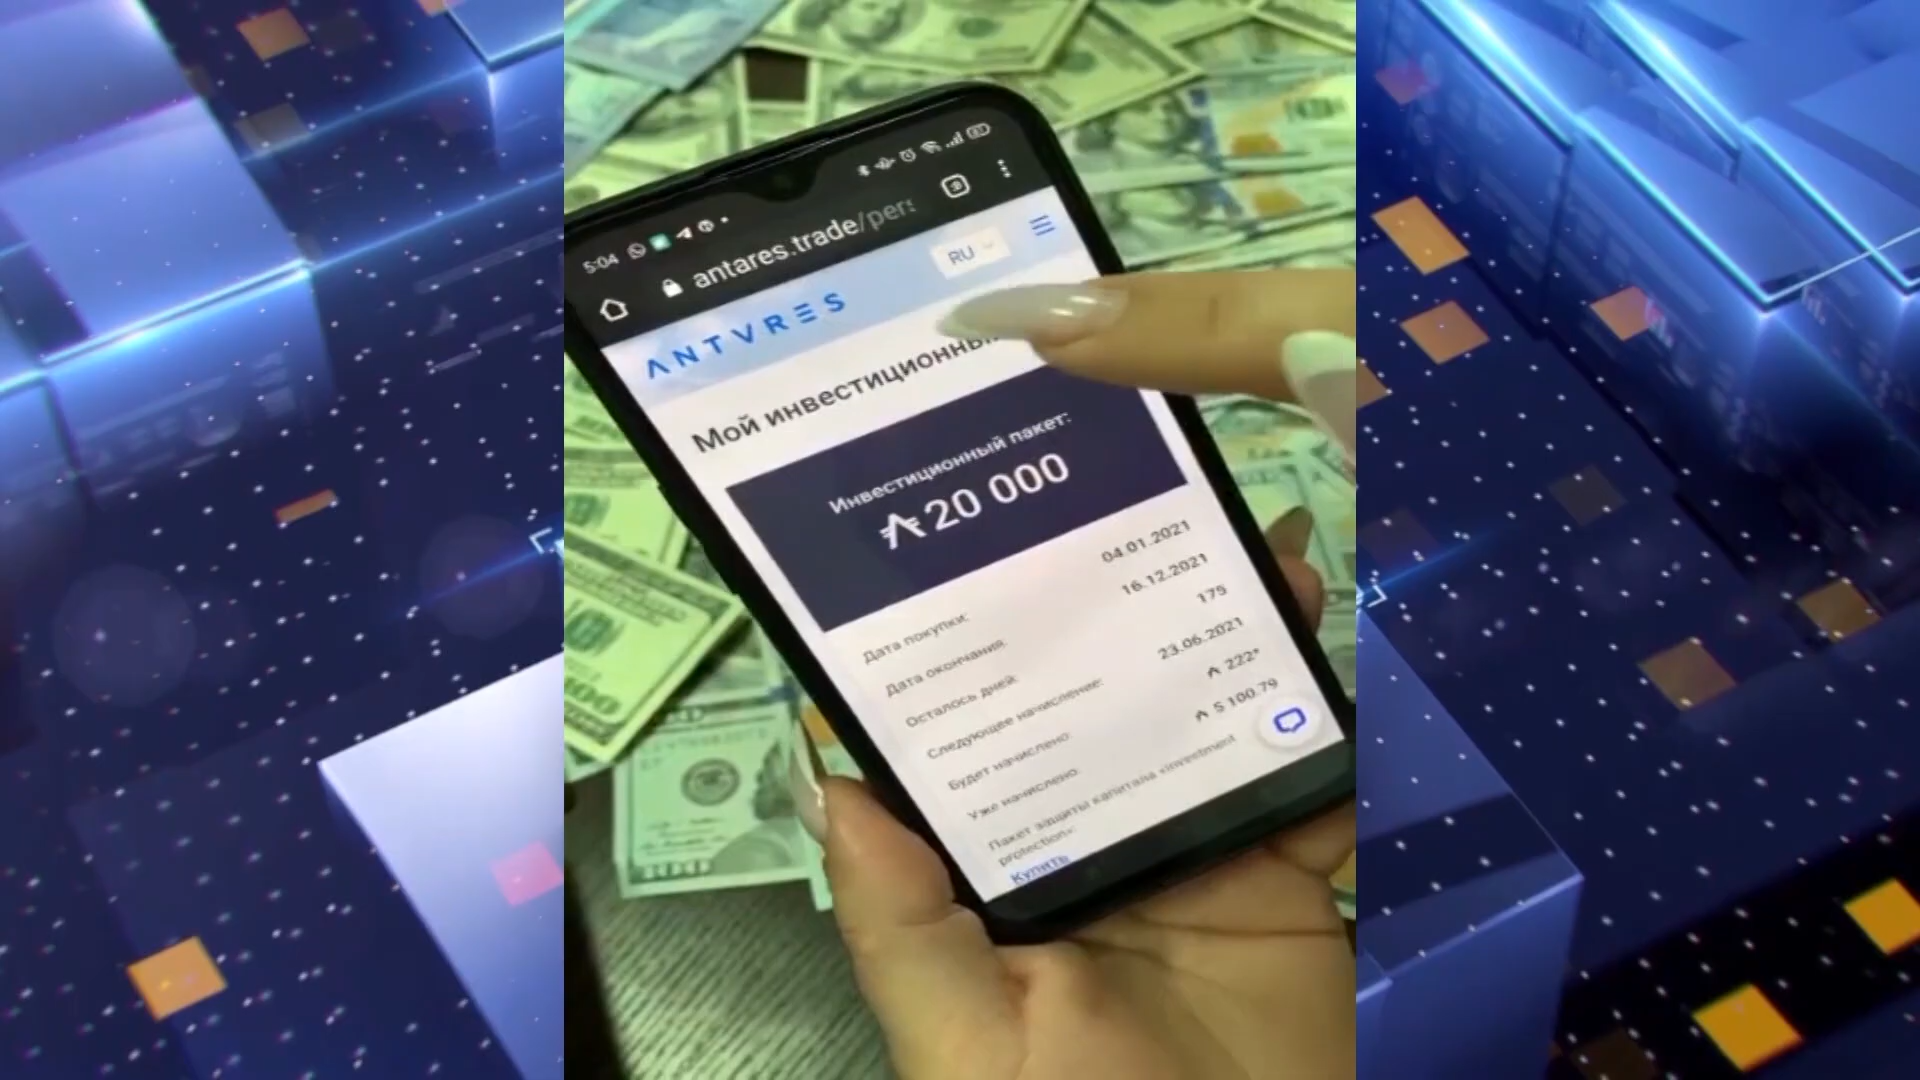 5:04
antares.trade/pers
ANTARES
RU
Мой инвестиционны
Инвестиционный пакет:
20 000
Дата покупки: 04.01.2021
Дата окончания: 16.12.2021
Осталось дней: 175
Следующее начисление: 23.06.2021
Будет начислено: 222*
Уже начислено: 5 100.79
Пакет защиты капитала «investment
protection»:
Купить